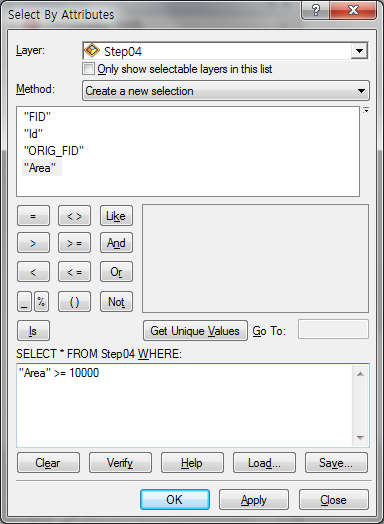 Select By Attributes
Layer: Step04
Only show selectable layers in this list
Method: Create a new selection
"FID"
"Id"
"ORIG_FID"
"Area"
= < > Like
> > = And
< < = Or
_ % ( ) Not
Is Get Unique Values Go To:
SELECT * FROM Step04 WHERE:
"Area" >= 10000
Clear Verify Help Load... Save...
OK Apply Close